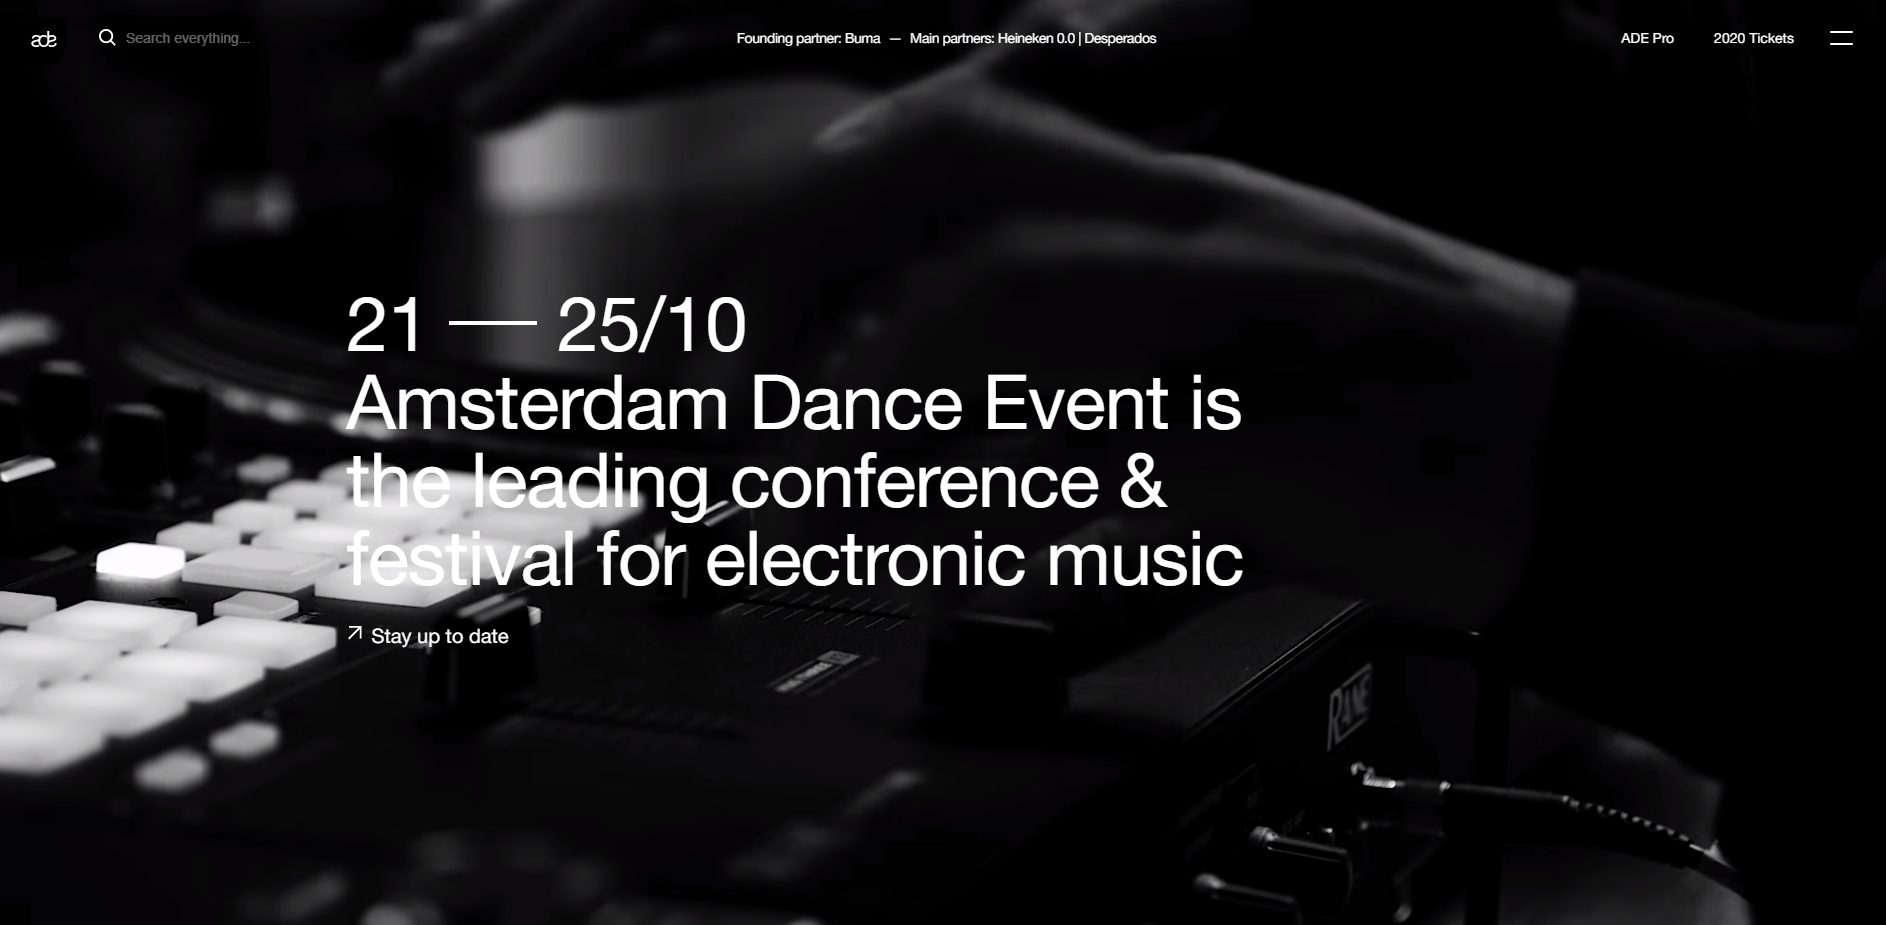 ade
Search everything...
Founding partner: Buma — Main partners: Heineken 0.0 | Desperados
ADE Pro
2020 Tickets
21 — 25/10
Amsterdam Dance Event is
the leading conference &
festival for electronic music
Stay up to date
RANE